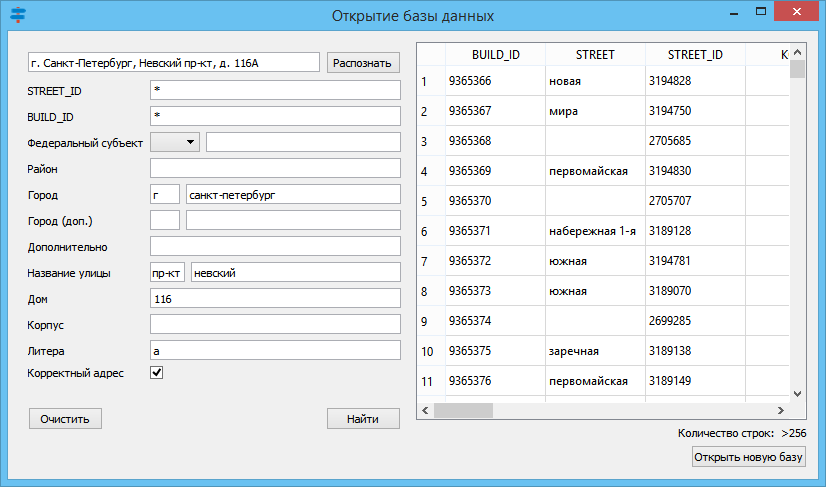 Открытие базы данных
г. Санкт-Петербург, Невский пр-кт, д. 116А Распознать
STREET_ID *
BUILD_ID *
Федеральный субъект
Район
Город г санкт-петербург
Город (доп.)
Дополнительно
Название улицы пр-кт невский
Дом 116
Корпус
Литера а
Корректный адрес
Очистить Найти
BUILD_ID STREET STREET_ID К
1 9365366 новая 3194828
2 9365367 мира 3194750
3 9365368 2705685
4 9365369 первомайская 3194830
5 9365370 2705707
6 9365371 набережная 1-я 3189128
7 9365372 южная 3194781
8 9365373 южная 3189070
9 9365374 2699285
10 9365375 заречная 3189138
11 9365376 первомайская 3189149
Количество строк: >256
Открыть новую базу